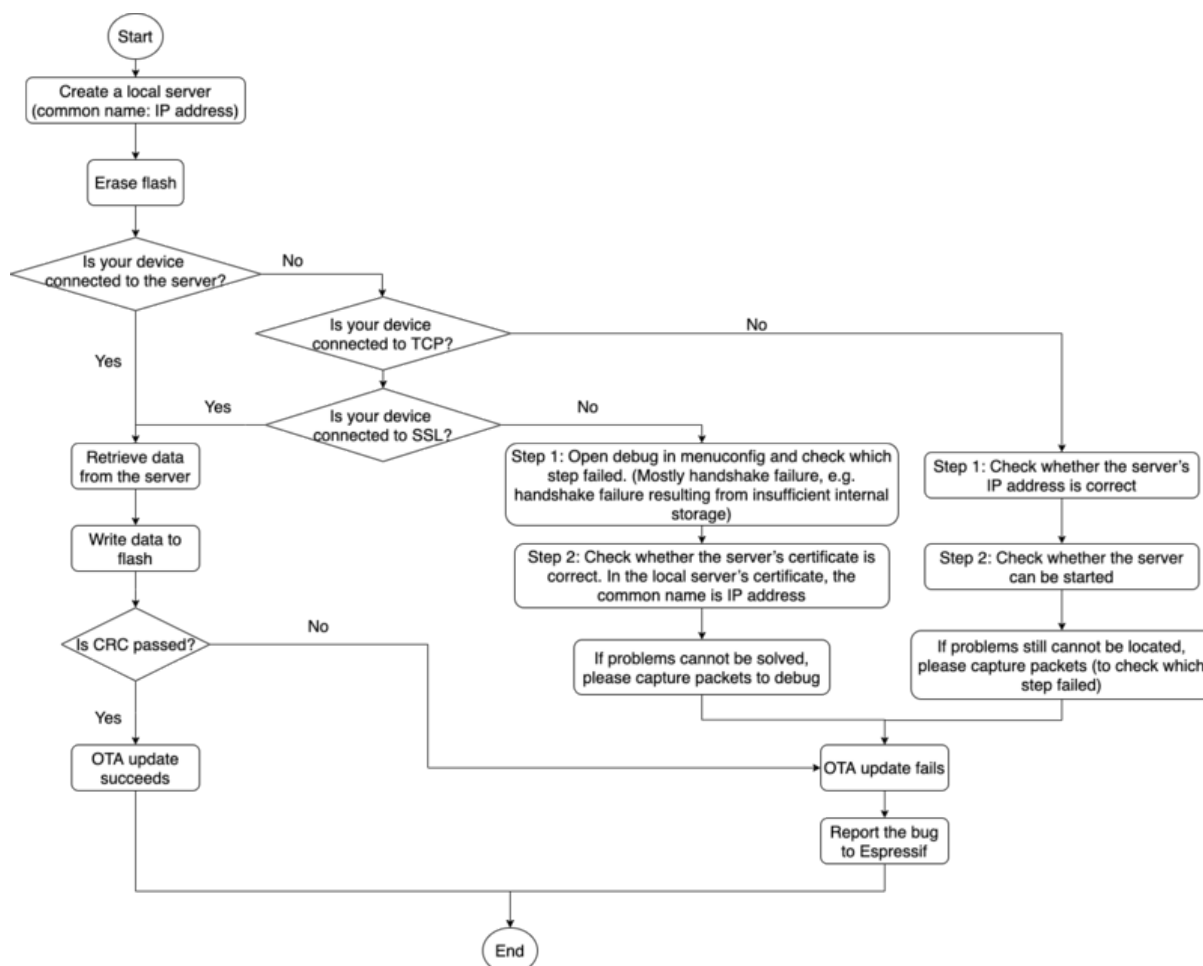 Start
Create a local server
(common name: IP address)
Erase flash
Is your device
connected to the server?
No
Is your device
connected to TCP?
No
Yes
Yes
Is your device
connected to SSL?
No
Retrieve data
from the server
Step 1: Open debug in menuconfig and check which
step failed. (Mostly handshake failure, e.g.
handshake failure resulting from insufficient internal
storage)
Step 1: Check whether the server's
IP address is correct
Write data to
flash
Step 2: Check whether the server's certificate is
correct. In the local server's certificate, the
common name is IP address
Step 2: Check whether the server
can be started
Is CRC passed?
No
If problems cannot be solved,
please capture packets to debug
If problems still cannot be located,
please capture packets (to check which
step failed)
Yes
OTA update
succeeds
OTA update fails
Report the bug
to Espressif
End